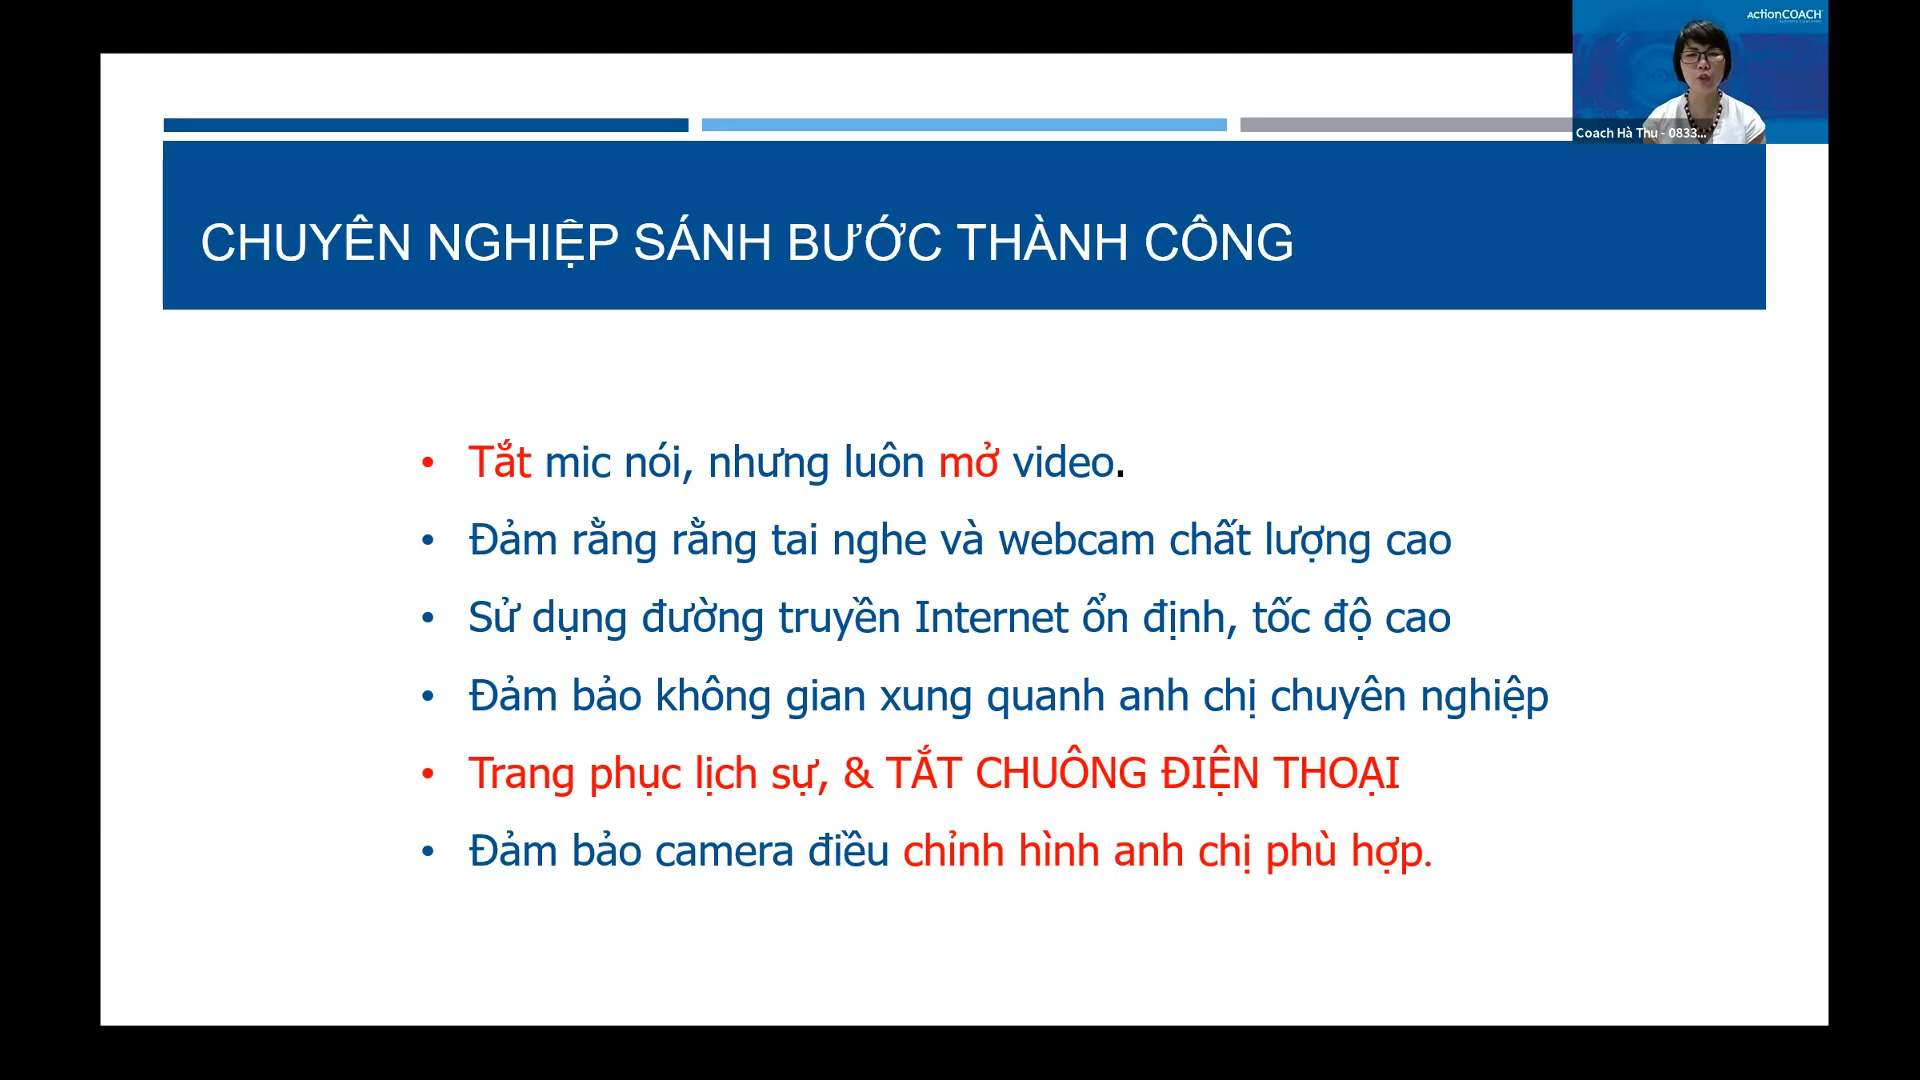 ActionCOACH
Coach Hà Thu - 0833...
CHUYÊN NGHIỆP SÁNH BƯỚC THÀNH CÔNG
• Tắt mic nói, nhưng luôn mở video.
• Đảm rằng rằng tai nghe và webcam chất lượng cao
• Sử dụng đường truyền Internet ổn định, tốc độ cao
• Đảm bảo không gian xung quanh anh chị chuyên nghiệp
• Trang phục lịch sự, & TẮT CHUÔNG ĐIỆN THOẠI
• Đảm bảo camera điều chỉnh hình anh chị phù hợp.